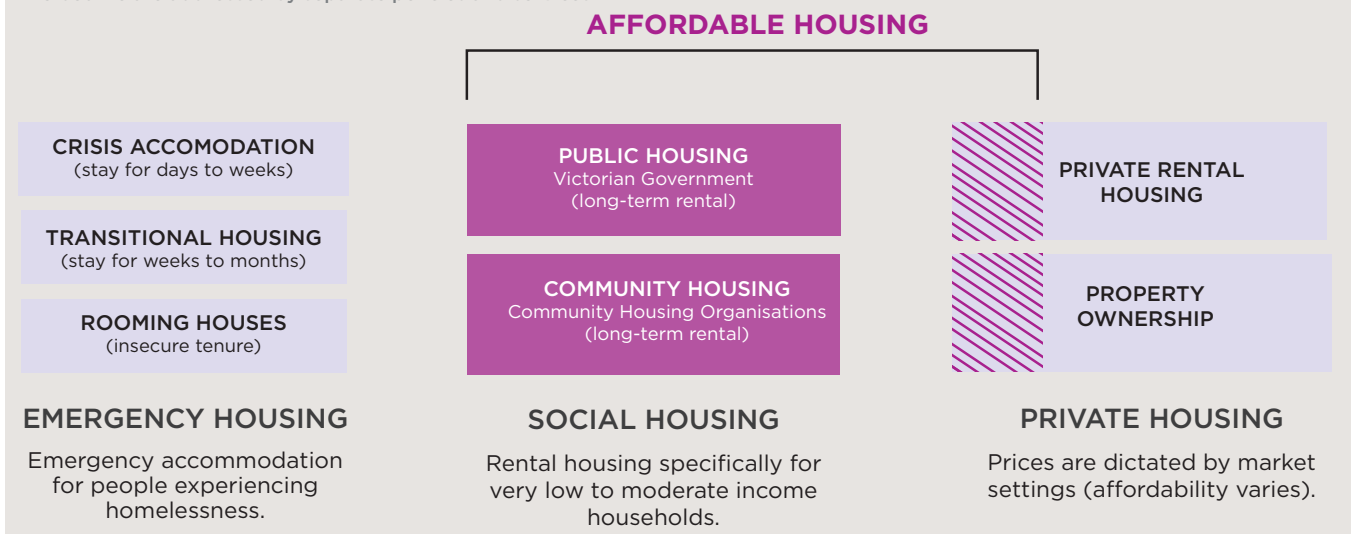 AFFORDABLE HOUSING
CRISIS ACCOMODATION
(stay for days to weeks)
TRANSITIONAL HOUSING
(stay for weeks to months)
ROOMING HOUSES
(insecure tenure)
EMERGENCY HOUSING
Emergency accommodation
for people experiencing
homelessness.
PUBLIC HOUSING
Victorian Government
(long-term rental)
COMMUNITY HOUSING
Community Housing Organisations
(long-term rental)
SOCIAL HOUSING
Rental housing specifically for
very low to moderate income
households.
PRIVATE RENTAL
HOUSING
PROPERTY
OWNERSHIP
PRIVATE HOUSING
Prices are dictated by market
settings (affordability varies).